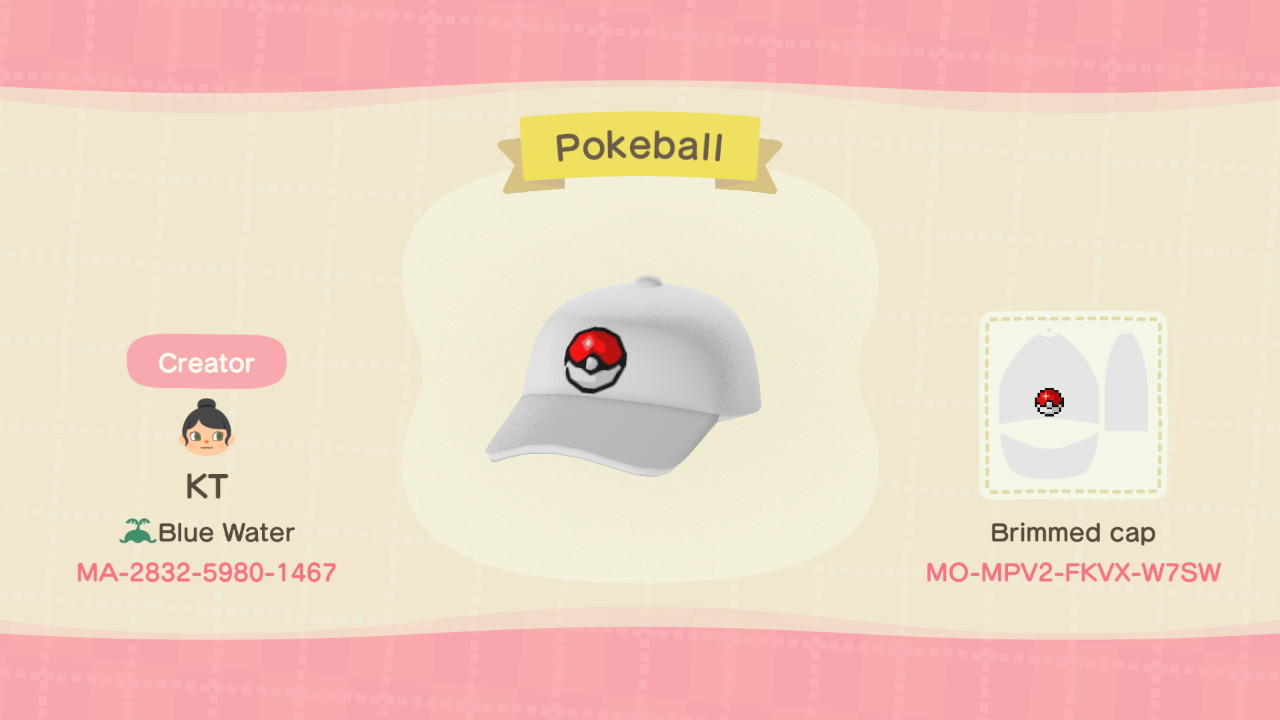 Pokeball
Creator
KT
Blue Water
MA-2832-5980-1467
Brimmed cap
MO-MPV2-FKVX-W7SW